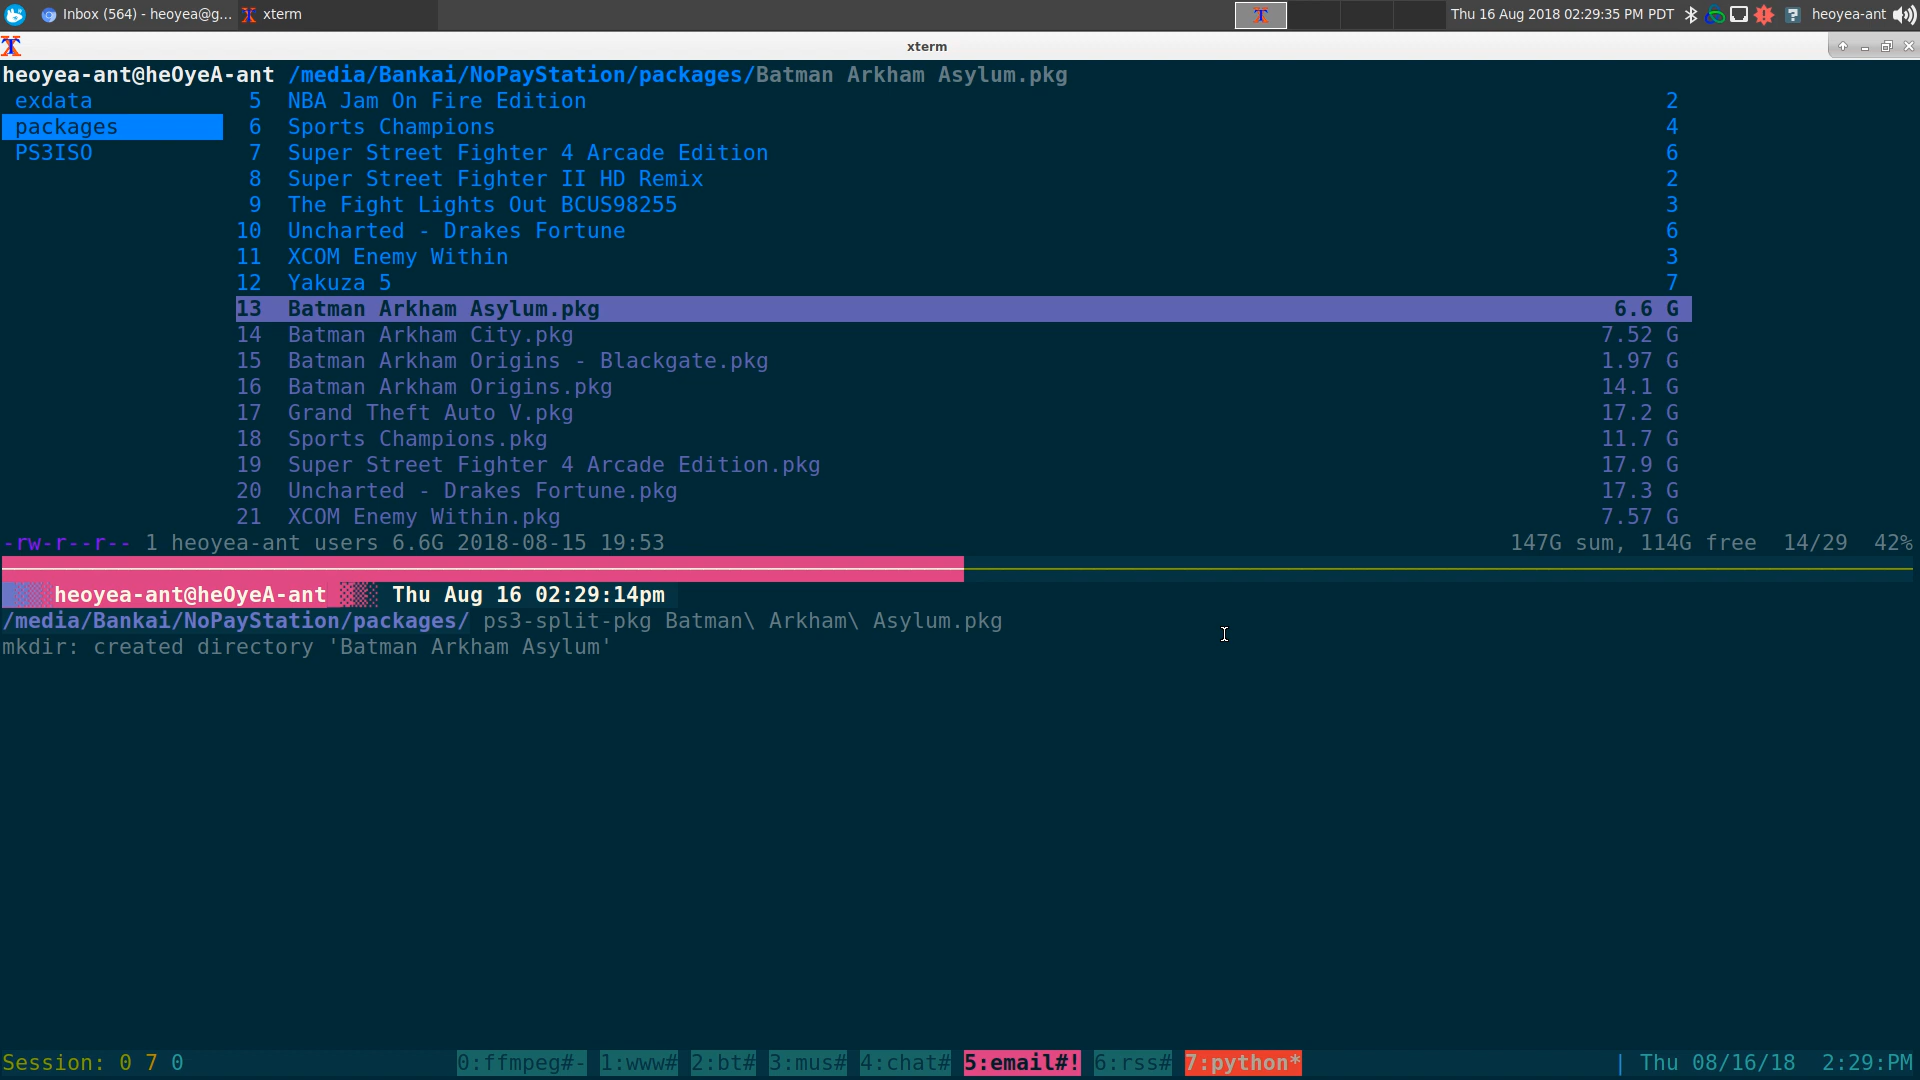 Inbox (564) - heoyea@g... xterm Thu 16 Aug 2018 02:29:35 PM PDT heoyea-ant
xterm
heoyea-ant@heOyeA-ant /media/Bankai/NoPayStation/packages/Batman Arkham Asylum.pkg
exdata 5 NBA Jam On Fire Edition 2
packages 6 Sports Champions 4
PS3ISO 7 Super Street Fighter 4 Arcade Edition 6
8 Super Street Fighter II HD Remix 2
9 The Fight Lights Out BCUS98255 3
10 Uncharted - Drakes Fortune 6
11 XCOM Enemy Within 3
12 Yakuza 5 7
13 Batman Arkham Asylum.pkg 6.6 G
14 Batman Arkham City.pkg 7.52 G
15 Batman Arkham Origins - Blackgate.pkg 1.97 G
16 Batman Arkham Origins.pkg 14.1 G
17 Grand Theft Auto V.pkg 17.2 G
18 Sports Champions.pkg 11.7 G
19 Super Street Fighter 4 Arcade Edition.pkg 17.9 G
20 Uncharted - Drakes Fortune.pkg 17.3 G
21 XCOM Enemy Within.pkg 7.57 G
-rw-r--r-- 1 heoyea-ant users 6.6G 2018-08-15 19:53 147G sum, 114G free 14/29 42%
heoyea-ant@heOyeA-ant Thu Aug 16 02:29:14pm
/media/Bankai/NoPayStation/packages/ ps3-split-pkg Batman\ Arkham\ Asylum.pkg
mkdir: created directory 'Batman Arkham Asylum'
Session: 0 7 0 0:ffmpeg#- 1:www# 2:bt# 3:mus# 4:chat# 5:email#! 6:rss# 7:python* | Thu 08/16/18 2:29:PM